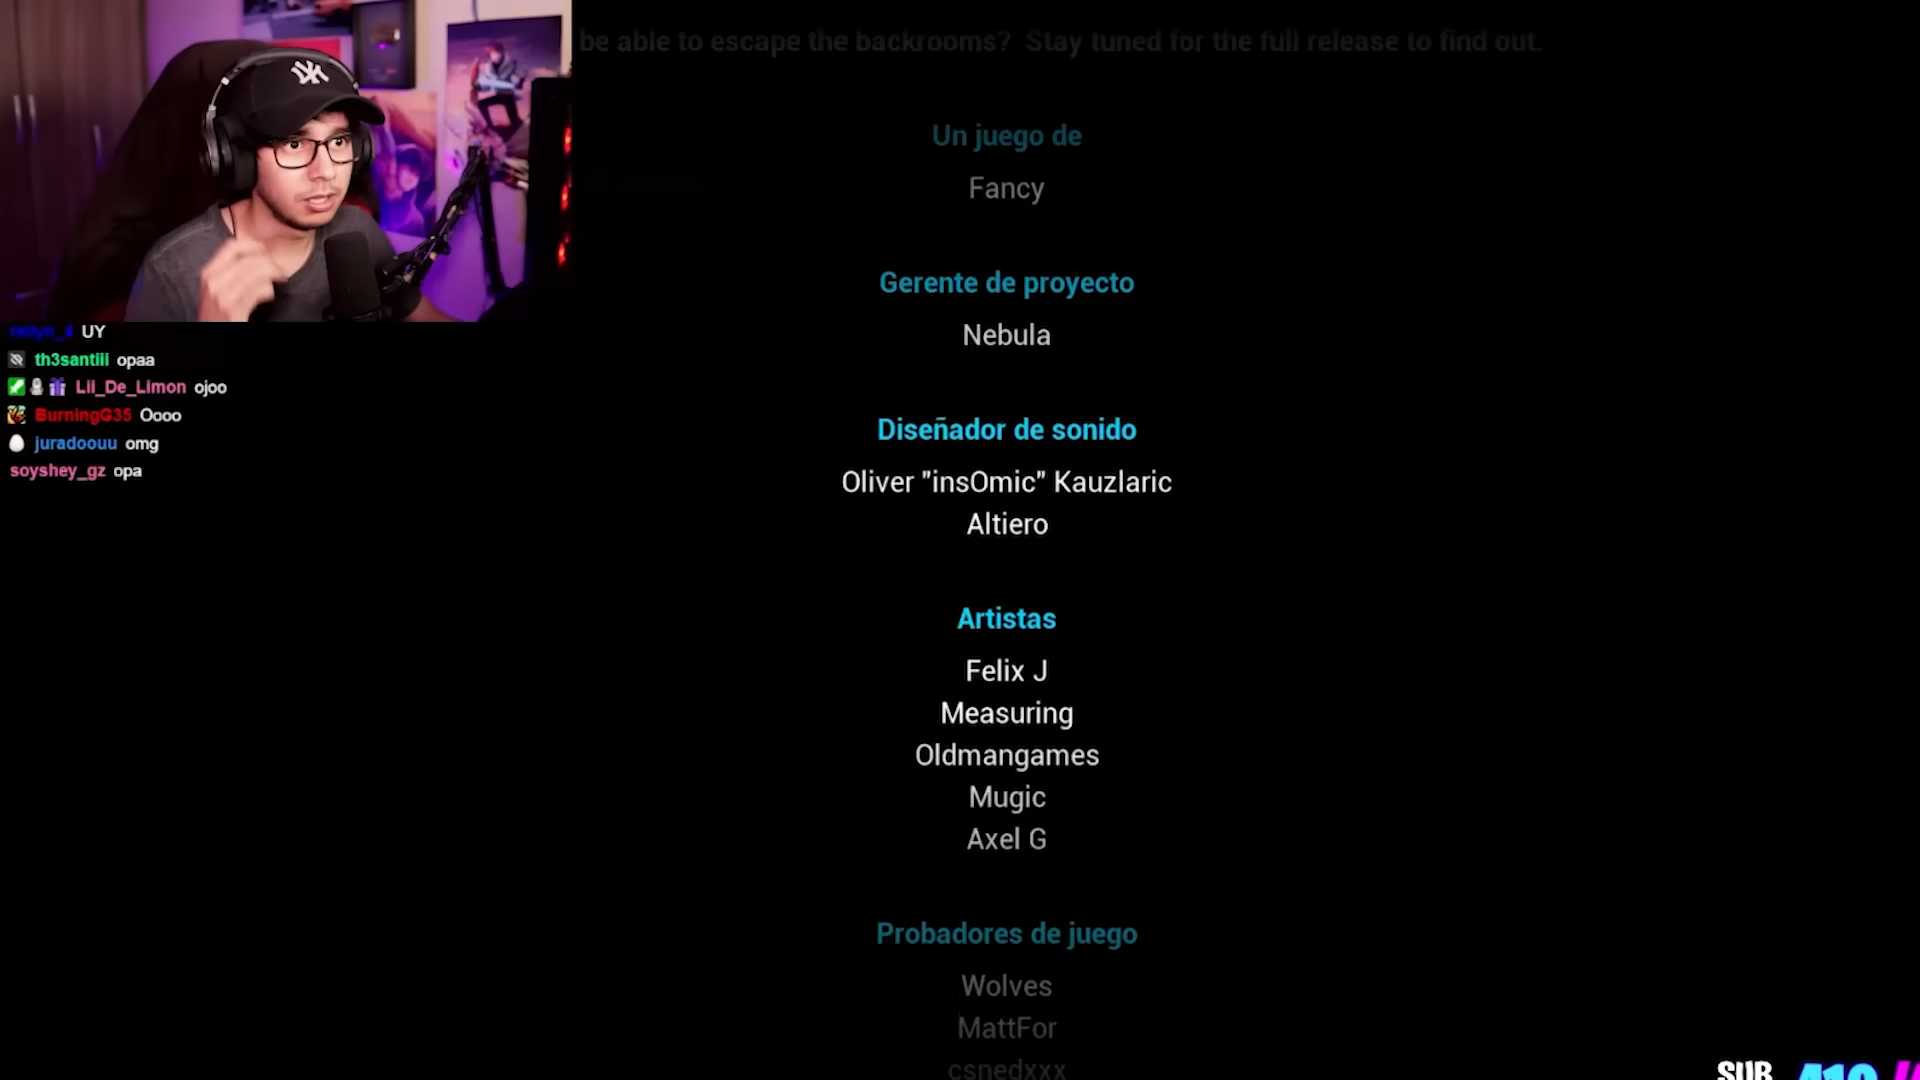 be able to escape the backrooms? Stay tuned for the full release to find out.
Un juego de
Fancy
Gerente de proyecto
Nebula
Diseñador de sonido
Oliver "insOmic" Kauzlaric
Altiero
Artistas
Felix J
Measuring
Oldmangames
Mugic
Axel G
Probadores de juego
Wolves
MattFor
csnedxxx
UY
th3santiii opaa
Lil_De_Limon ojoo
BurningG35 Oooo
juradoouu omg
soyshey_gz opa
SUB